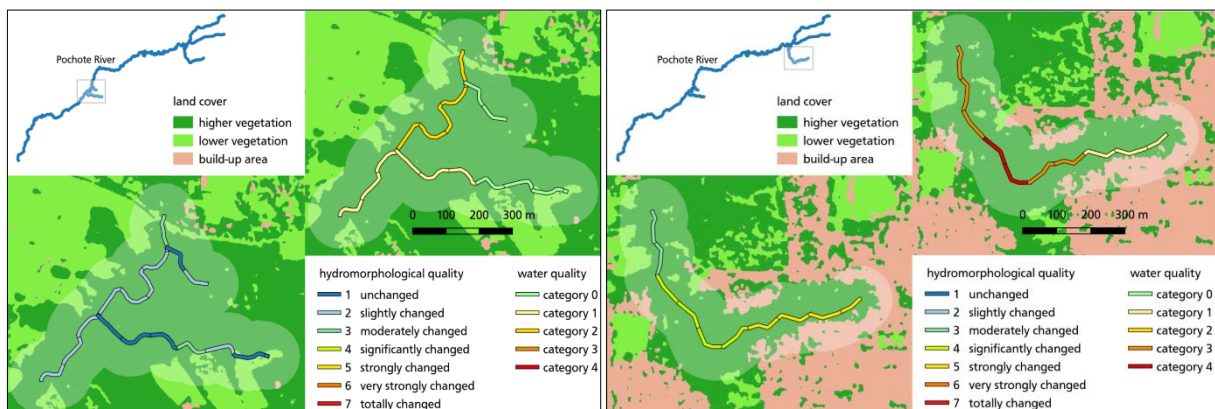 Pochote River
land cover
higher vegetation
lower vegetation
build-up area
0 100 200 300 m
hydromorphological quality
1 unchanged
2 slightly changed
3 moderately changed
4 significantly changed
5 strongly changed
6 very strongly changed
7 totally changed
water quality
category 0
category 1
category 2
category 3
category 4
Pochote River
land cover
higher vegetation
lower vegetation
build-up area
0 100 200 300 m
hydromorphological quality
1 unchanged
2 slightly changed
3 moderately changed
4 significantly changed
5 strongly changed
6 very strongly changed
7 totally changed
water quality
category 0
category 1
category 2
category 3
category 4